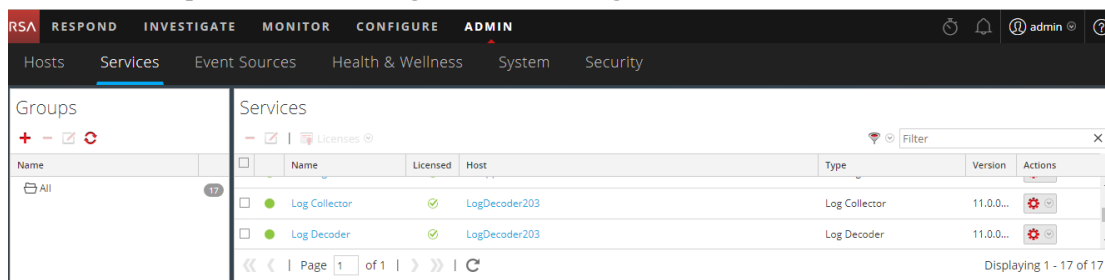 RSA RESPOND INVESTIGATE MONITOR CONFIGURE ADMIN admin
Hosts Services Event Sources Health & Wellness System Security
Groups
Services
Licenses
Filter
Name
Name Licensed Host Type Version Actions
All 17
Log Collector LogDecoder203 Log Collector 11.0.0...
Log Decoder LogDecoder203 Log Decoder 11.0.0...
Page 1 of 1
Displaying 1 - 17 of 17